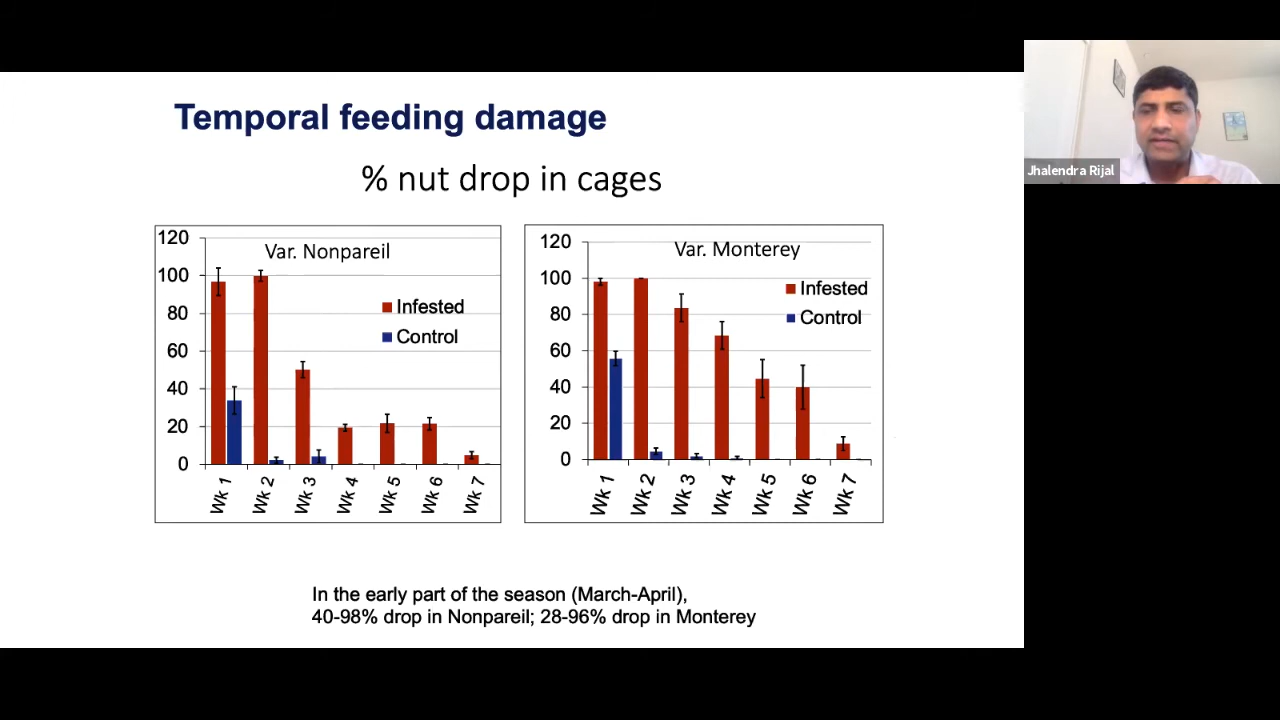 Temporal feeding damage
% nut drop in cages
120
100
80
60
40
20
0
Var. Nonpareil
Infested
Control
Wk 1
Wk 2
Wk 3
Wk 4
Wk 5
Wk 6
Wk 7
120
100
80
60
40
20
0
Var. Monterey
Infested
Control
Wk 1
Wk 2
Wk 3
Wk 4
Wk 5
Wk 6
Wk 7
In the early part of the season (March-April),
40-98% drop in Nonpareil; 28-96% drop in Monterey
Jhalendra Rijal